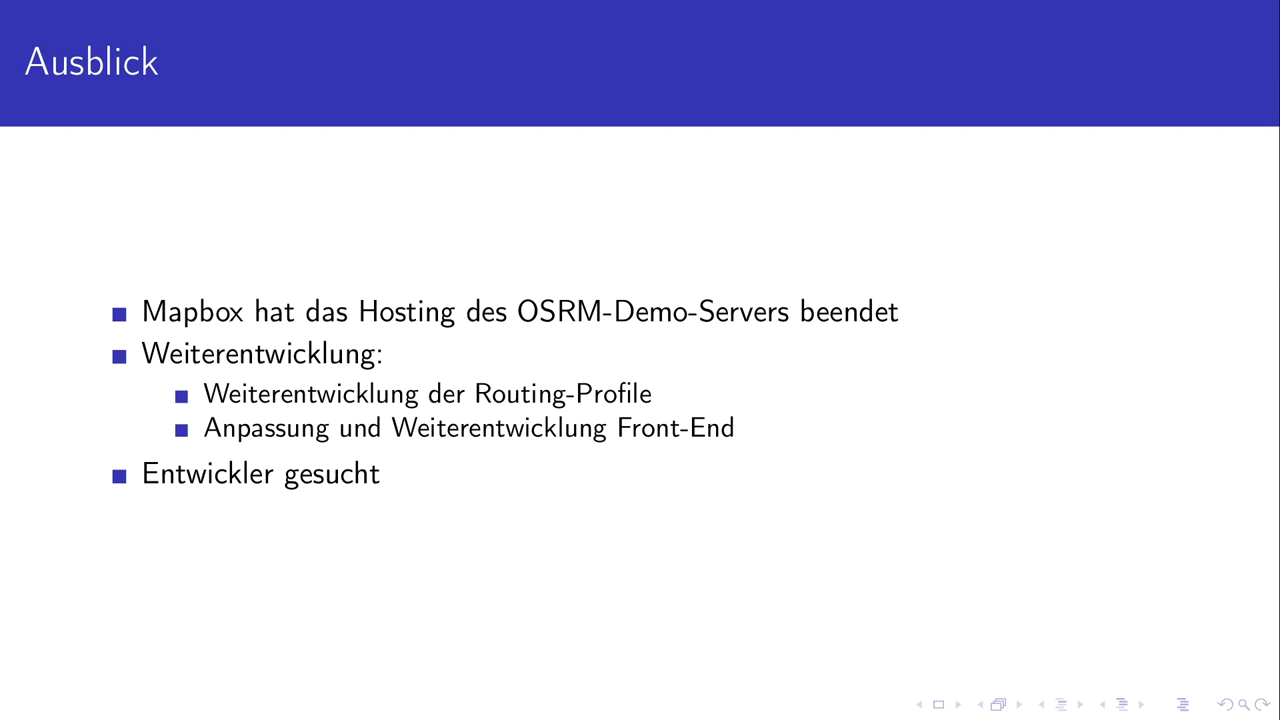 Ausblick
Mapbox hat das Hosting des OSRM-Demo-Servers beendet
Weiterentwicklung:
Weiterentwicklung der Routing-Profile
Anpassung und Weiterentwicklung Front-End
Entwickler gesucht